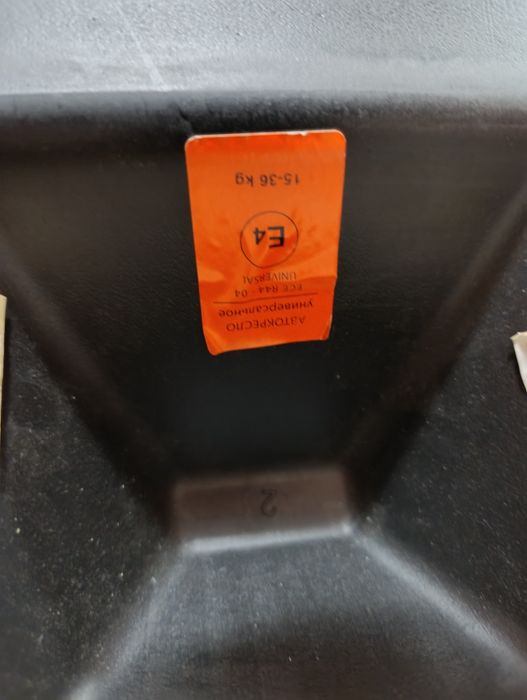 АВТОКРЕСЛО
универсальное
ECE R44 - 04
UNIVERSAL
E4
15-36 kg
2